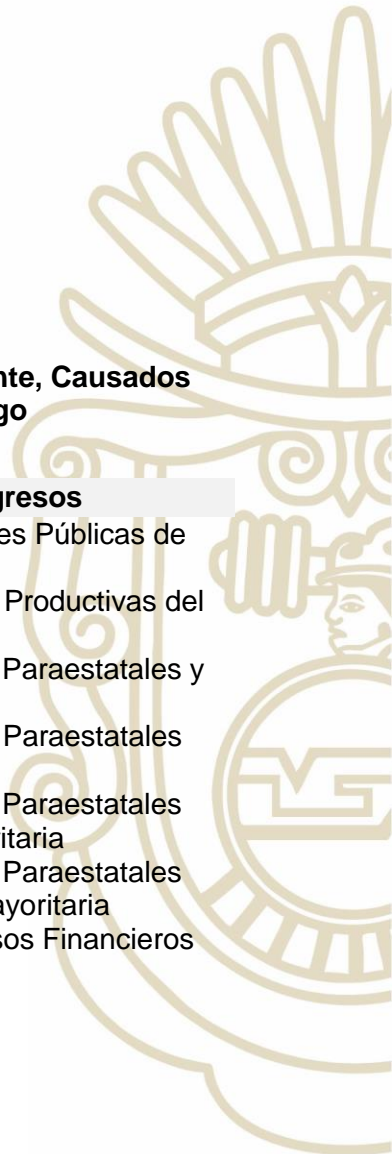 nte, Causados
go
gresos
es Públicas de
Productivas del
Paraestatales y
Paraestatales
Paraestatales
itaria
Paraestatales
ayoritaria
sos Financieros